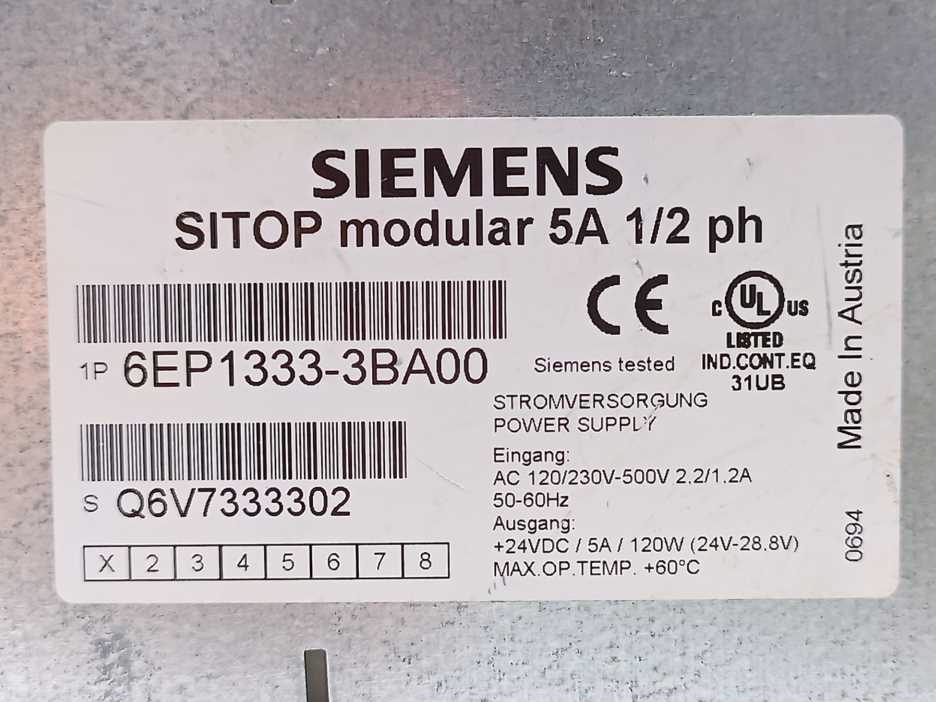 SIEMENS
SITOP modular 5A 1/2 ph
1P 6EP1333-3BA00
S Q6V7333302
X 2 3 4 5 6 7 8
CE
Siemens tested
C UL US
LISTED
IND.CONT.EQ
31UB
STROMVERSORGUNG
POWER SUPPLY
Eingang:
AC 120/230V-500V 2.2/1.2A
50-60Hz
Ausgang:
+24VDC / 5A / 120W (24V-28.8V)
MAX.OP.TEMP. +60°C
Made In Austria
0694